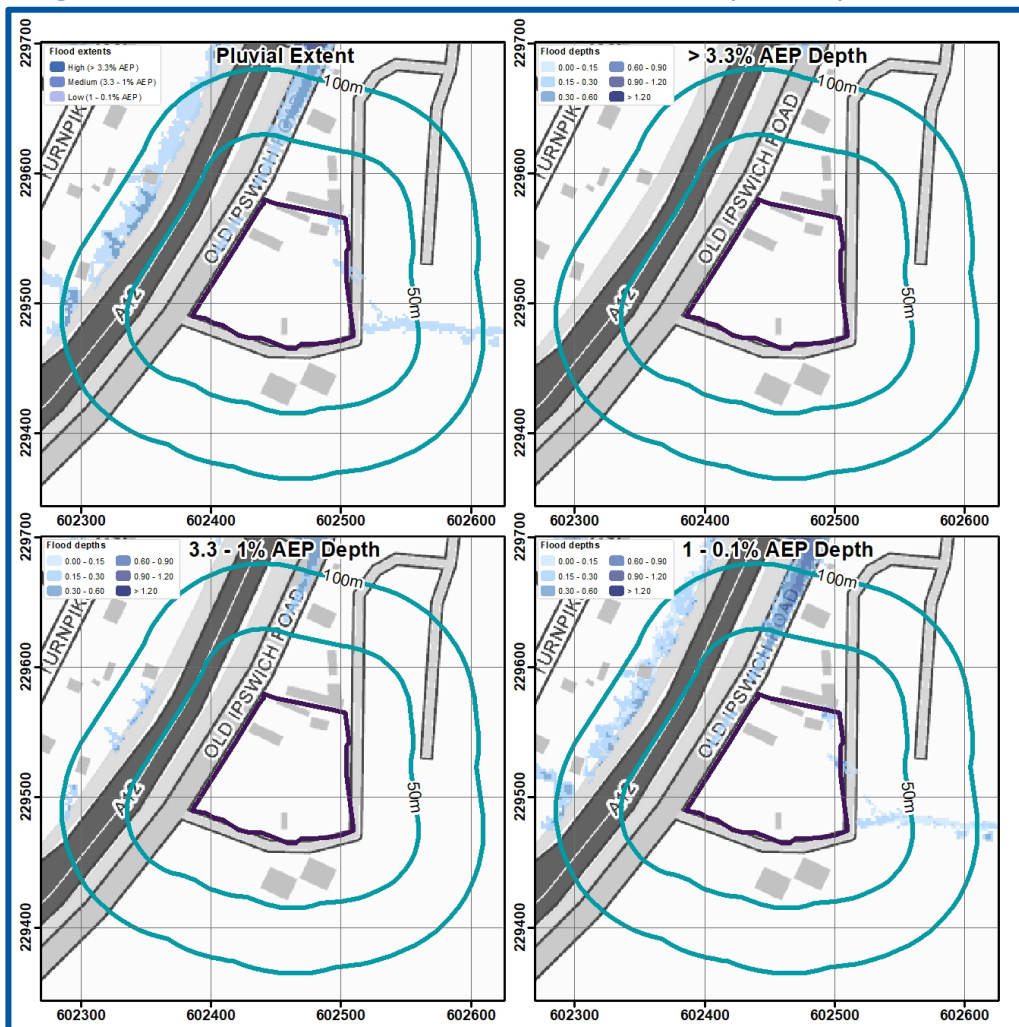 Flood extents
High (> 3.3% AEP)
Medium (3.3 - 1% AEP)
Low (1 - 0.1% AEP)
Pluvial Extent
100m
50m
TURNPIK
A12
OLD IPSWICH ROAD
229700
229600
229500
229400
602300 602400 602500 602600
Flood depths
0.00 - 0.15 0.60 - 0.90
0.15 - 0.30 0.90 - 1.20
0.30 - 0.60 > 1.20
> 3.3% AEP Depth
100m
50m
TURNPIK
A12
OLD IPSWICH ROAD
229700
229600
229500
229400
602300 602400 602500 602600
Flood depths
0.00 - 0.15 0.60 - 0.90
0.15 - 0.30 0.90 - 1.20
0.30 - 0.60 > 1.20
3.3 - 1% AEP Depth
100m
50m
TURNPIK
A12
OLD IPSWICH ROAD
229700
229600
229500
229400
602300 602400 602500 602600
Flood depths
0.00 - 0.15 0.60 - 0.90
0.15 - 0.30 0.90 - 1.20
0.30 - 0.60 > 1.20
1 - 0.1% AEP Depth
100m
50m
TURNPIK
A12
OLD IPSWICH ROAD
229700
229600
229500
229400
602300 602400 602500 602600